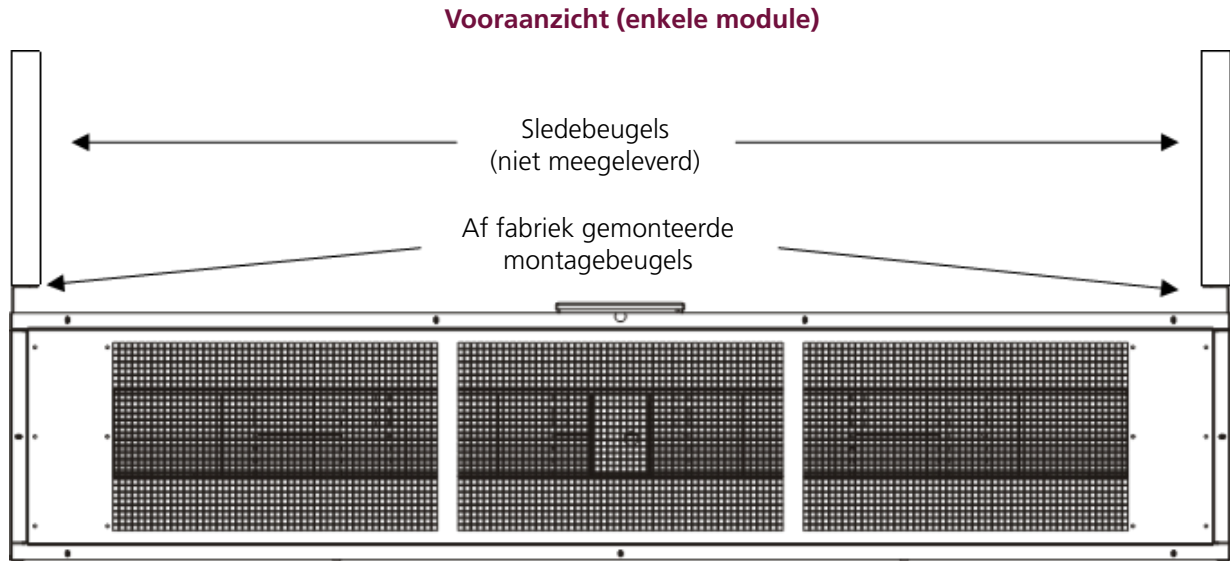 Vooraanzicht (enkele module)
Sledebeugels
(niet meegeleverd)
Af fabriek gemonteerde
montagebeugels